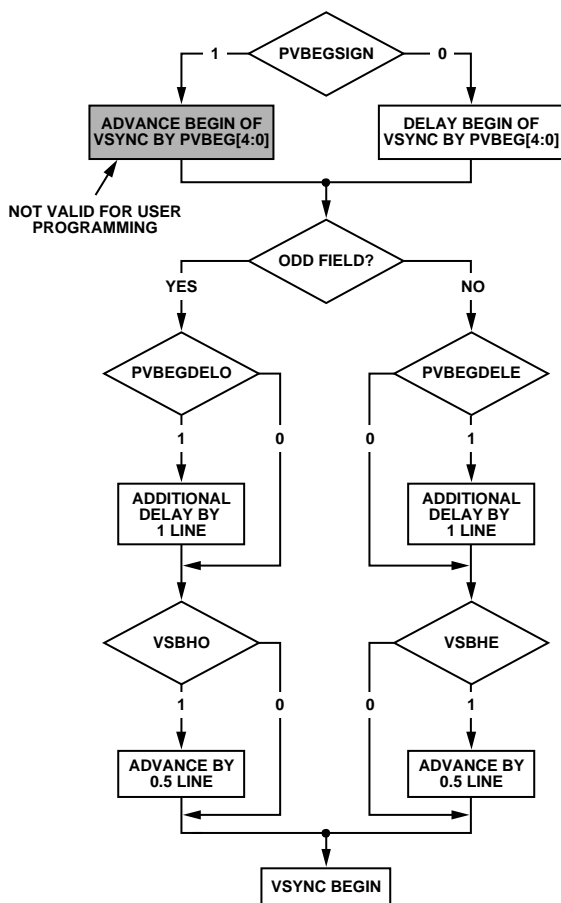 PVBEGSIGN
1
0
ADVANCE BEGIN OF
VSYNC BY PVBEG[4:0]
DELAY BEGIN OF
VSYNC BY PVBEG[4:0]
NOT VALID FOR USER
PROGRAMMING
ODD FIELD?
YES
NO
PVBEGDELO
PVBEGDELE
1
0
0
1
ADDITIONAL
DELAY BY
1 LINE
ADDITIONAL
DELAY BY
1 LINE
VSBHO
VSBHE
1
0
0
1
ADVANCE BY
0.5 LINE
ADVANCE BY
0.5 LINE
VSYNC BEGIN